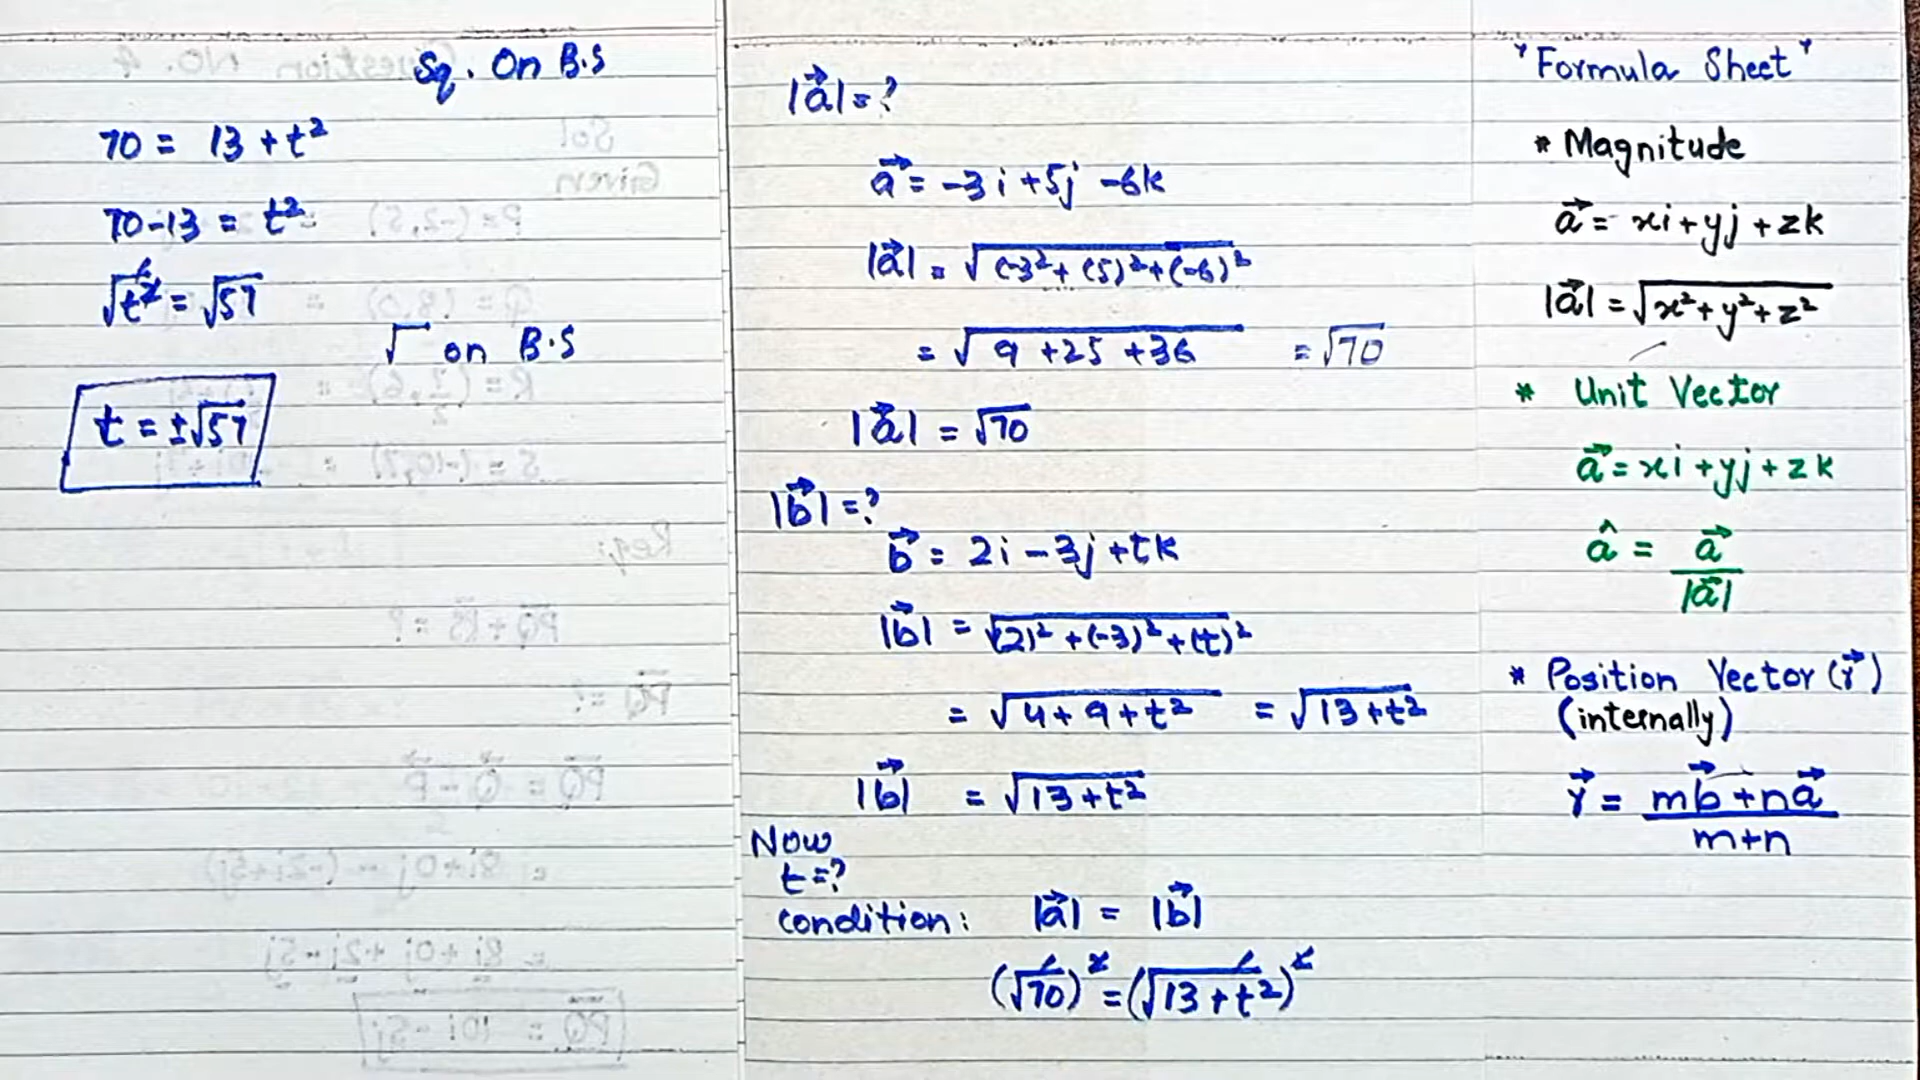 Sq. On B.S
70 = 13 + t²
70-13 = t²
√t² = √57
√ on B.S
t = ±√57
|a⃗| = ?
a⃗ = -3i + 5j - 6k
|a⃗| = √(-3² + (5)² + (-6)²
= √9 + 25 + 36 = √70
|a⃗| = √70
|b⃗| = ?
b⃗ = 2i - 3j + tk
|b⃗| = √(2)² + (-3)² + (t)²
= √4 + 9 + t² = √13 + t²
|b⃗| = √13 + t²
Now
t = ?
condition: |a⃗| = |b⃗|
(√70)² = (√13 + t²)²
"Formula Sheet"
* Magnitude
a⃗ = xi + yj + zk
|a⃗| = √x² + y² + z²
* Unit Vector
a⃗ = xi + yj + zk
â = a⃗ / |a⃗|
* Position Vector (r⃗)
(internally)
r⃗ = mb⃗ + na⃗ / m+n